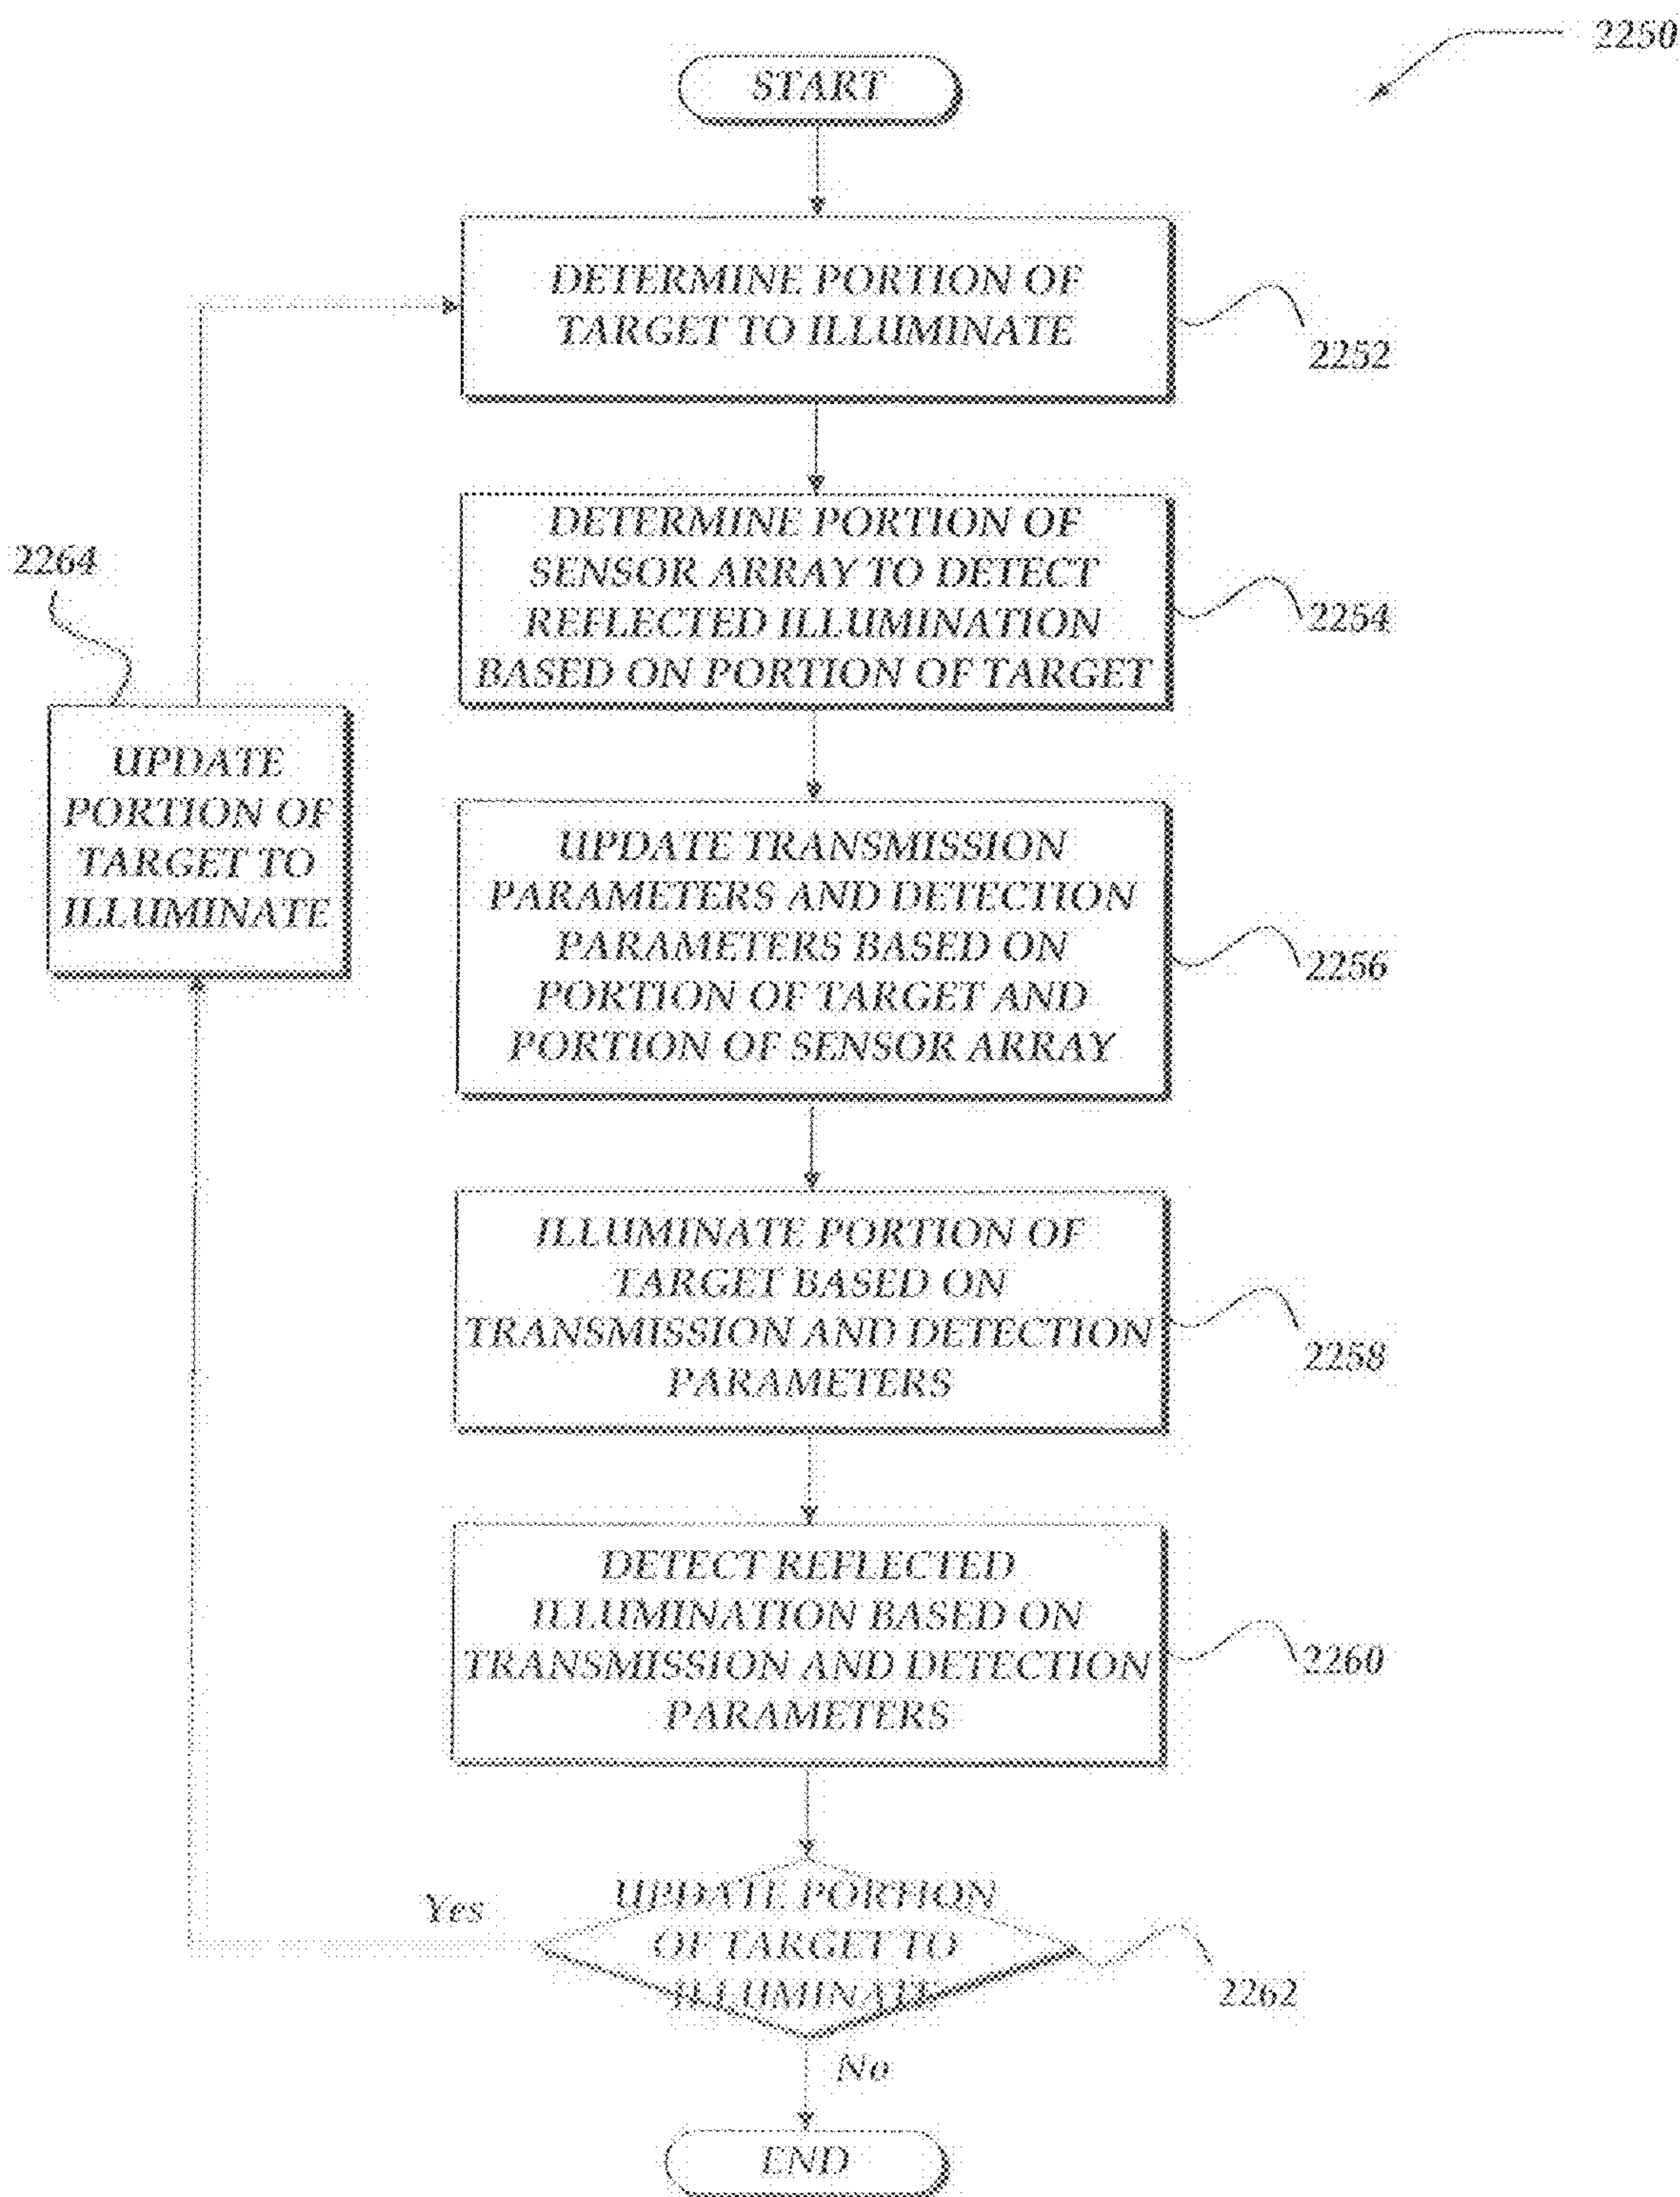 2250
START
DETERMINE PORTION OF
TARGET TO ILLUMINATE
2252
DETERMINE PORTION OF
SENSOR ARRAY TO DETECT
REFLECTED ILLUMINATION
BASED ON PORTION OF TARGET
2254
2264
UPDATE
PORTION OF
TARGET TO
ILLUMINATE
UPDATE TRANSMISSION
PARAMETERS AND DETECTION
PARAMETERS BASED ON
PORTION OF TARGET AND
PORTION OF SENSOR ARRAY
2256
ILLUMINATE PORTION OF
TARGET BASED ON
TRANSMISSION AND DETECTION
PARAMETERS
2258
DETECT REFLECTED
ILLUMINATION BASED ON
TRANSMISSION AND DETECTION
PARAMETERS
2260
Yes
UPDATE PORTION
OF TARGET TO
ILLUMINATE
2262
No
END